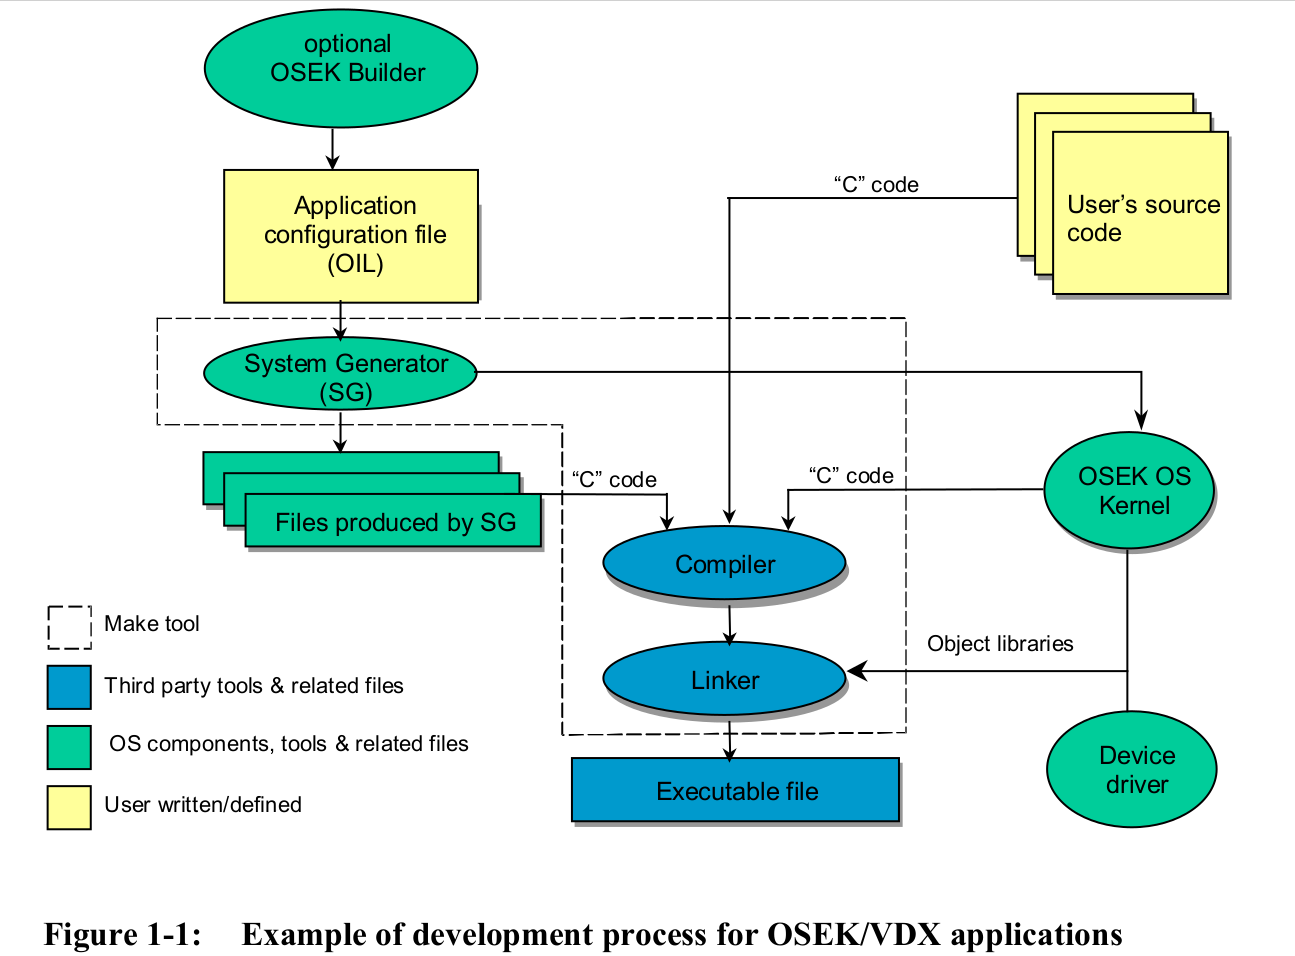 optional
OSEK Builder
Application
configuration file
(OIL)
“C” code
User’s source
code
System Generator
(SG)
Files produced by SG
“C” code
“C” code
OSEK OS
Kernel
Compiler
Linker
Object libraries
Device
driver
Executable file
Make tool
Third party tools & related files
OS components, tools & related files
User written/defined
Figure 1-1: Example of development process for OSEK/VDX applications